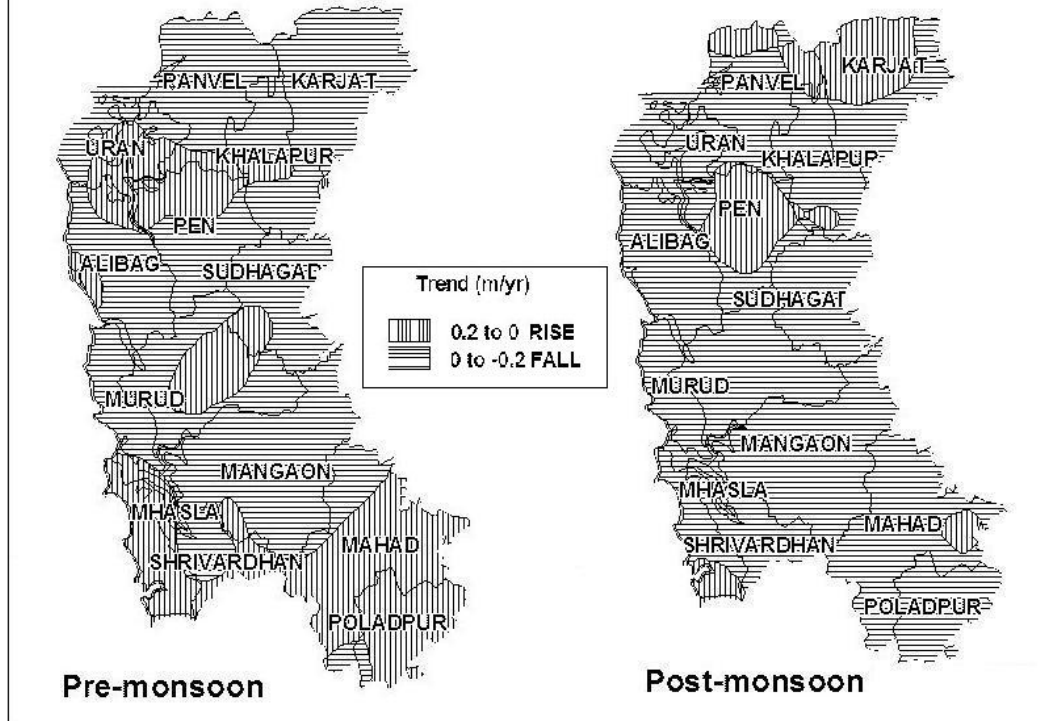 PANVEL KARJAT
URAN
KHALAPUR
PEN
ALIBAG
SUDHAGAD
MURUD
MANGAON
MHASLA
SHRIVARDHAN
MAHAD
POLADPUR
Pre-monsoon
Trend (m/yr)
0.2 to 0 RISE
0 to -0.2 FALL
KARJAT
PANVEL
URAN
KHALAPUR
PEN
ALIBAG
SUDHAGAT
MURUD
MANGAON
MHASLA
MAHAD
SHRIVARDHAN
POLADPUR
Post-monsoon